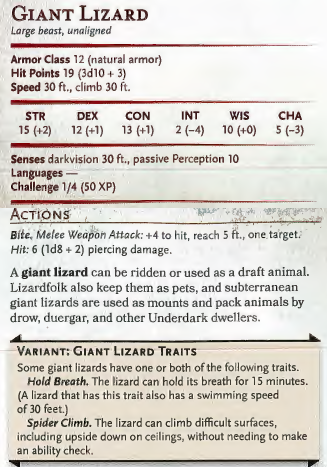 GIANT LIZARD
Large beast, unaligned
Armor Class 12 (natural armor)
Hit Points 19 (3d10 + 3)
Speed 30 ft., climb 30 ft.
STR DEX CON INT WIS CHA
15 (+2) 12 (+1) 13 (+1) 2 (−4) 10 (+0) 5 (−3)
Senses darkvision 30 ft., passive Perception 10
Languages —
Challenge 1/4 (50 XP)
ACTIONS
Bite. Melee Weapon Attack: +4 to hit, reach 5 ft., one target.
Hit: 6 (1d8 + 2) piercing damage.
A giant lizard can be ridden or used as a draft animal.
Lizardfolk also keep them as pets, and subterranean
giant lizards are used as mounts and pack animals by
drow, duergar, and other Underdark dwellers.
VARIANT: GIANT LIZARD TRAITS
Some giant lizards have one or both of the following traits.
Hold Breath. The lizard can hold its breath for 15 minutes.
(A lizard that has this trait also has a swimming speed
of 30 feet.)
Spider Climb. The lizard can climb difficult surfaces,
including upside down on ceilings, without needing to make
an ability check.